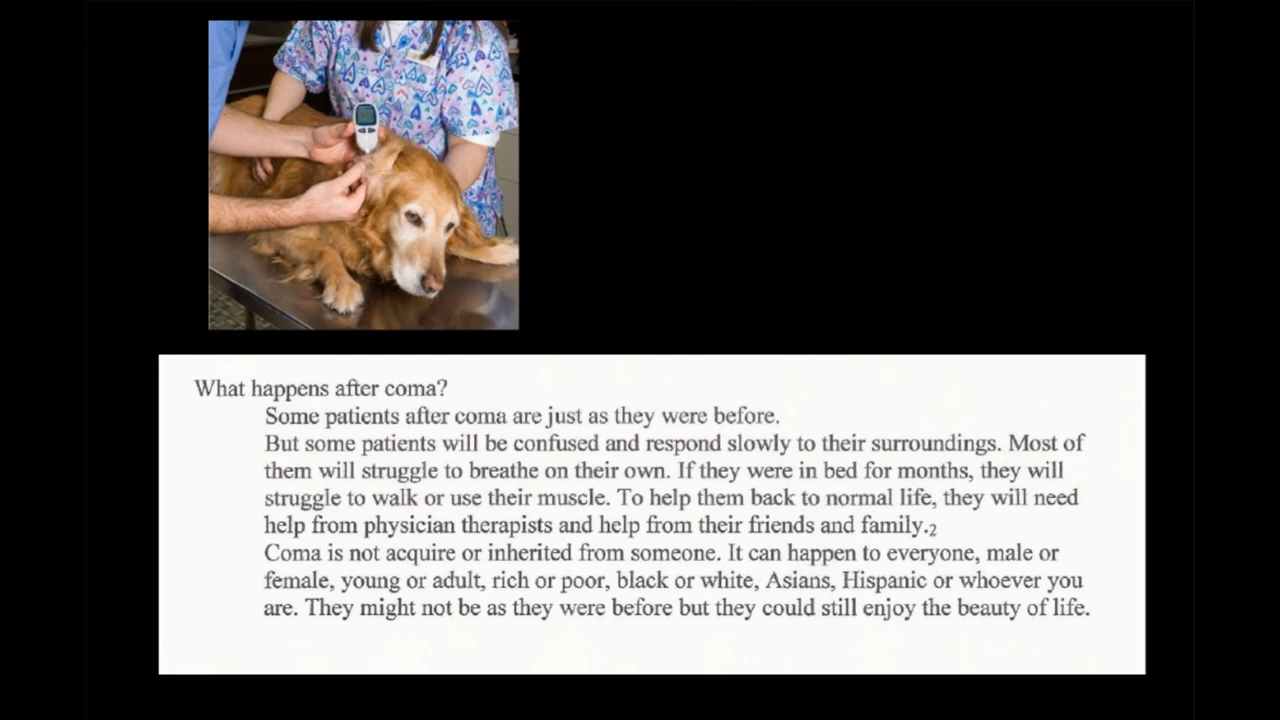 What happens after coma?
Some patients after coma are just as they were before.
But some patients will be confused and respond slowly to their surroundings. Most of
them will struggle to breathe on their own. If they were in bed for months, they will
struggle to walk or use their muscle. To help them back to normal life, they will need
help from physician therapists and help from their friends and family.₂
Coma is not acquire or inherited from someone. It can happen to everyone, male or
female, young or adult, rich or poor, black or white, Asians, Hispanic or whoever you
are. They might not be as they were before but they could still enjoy the beauty of life.